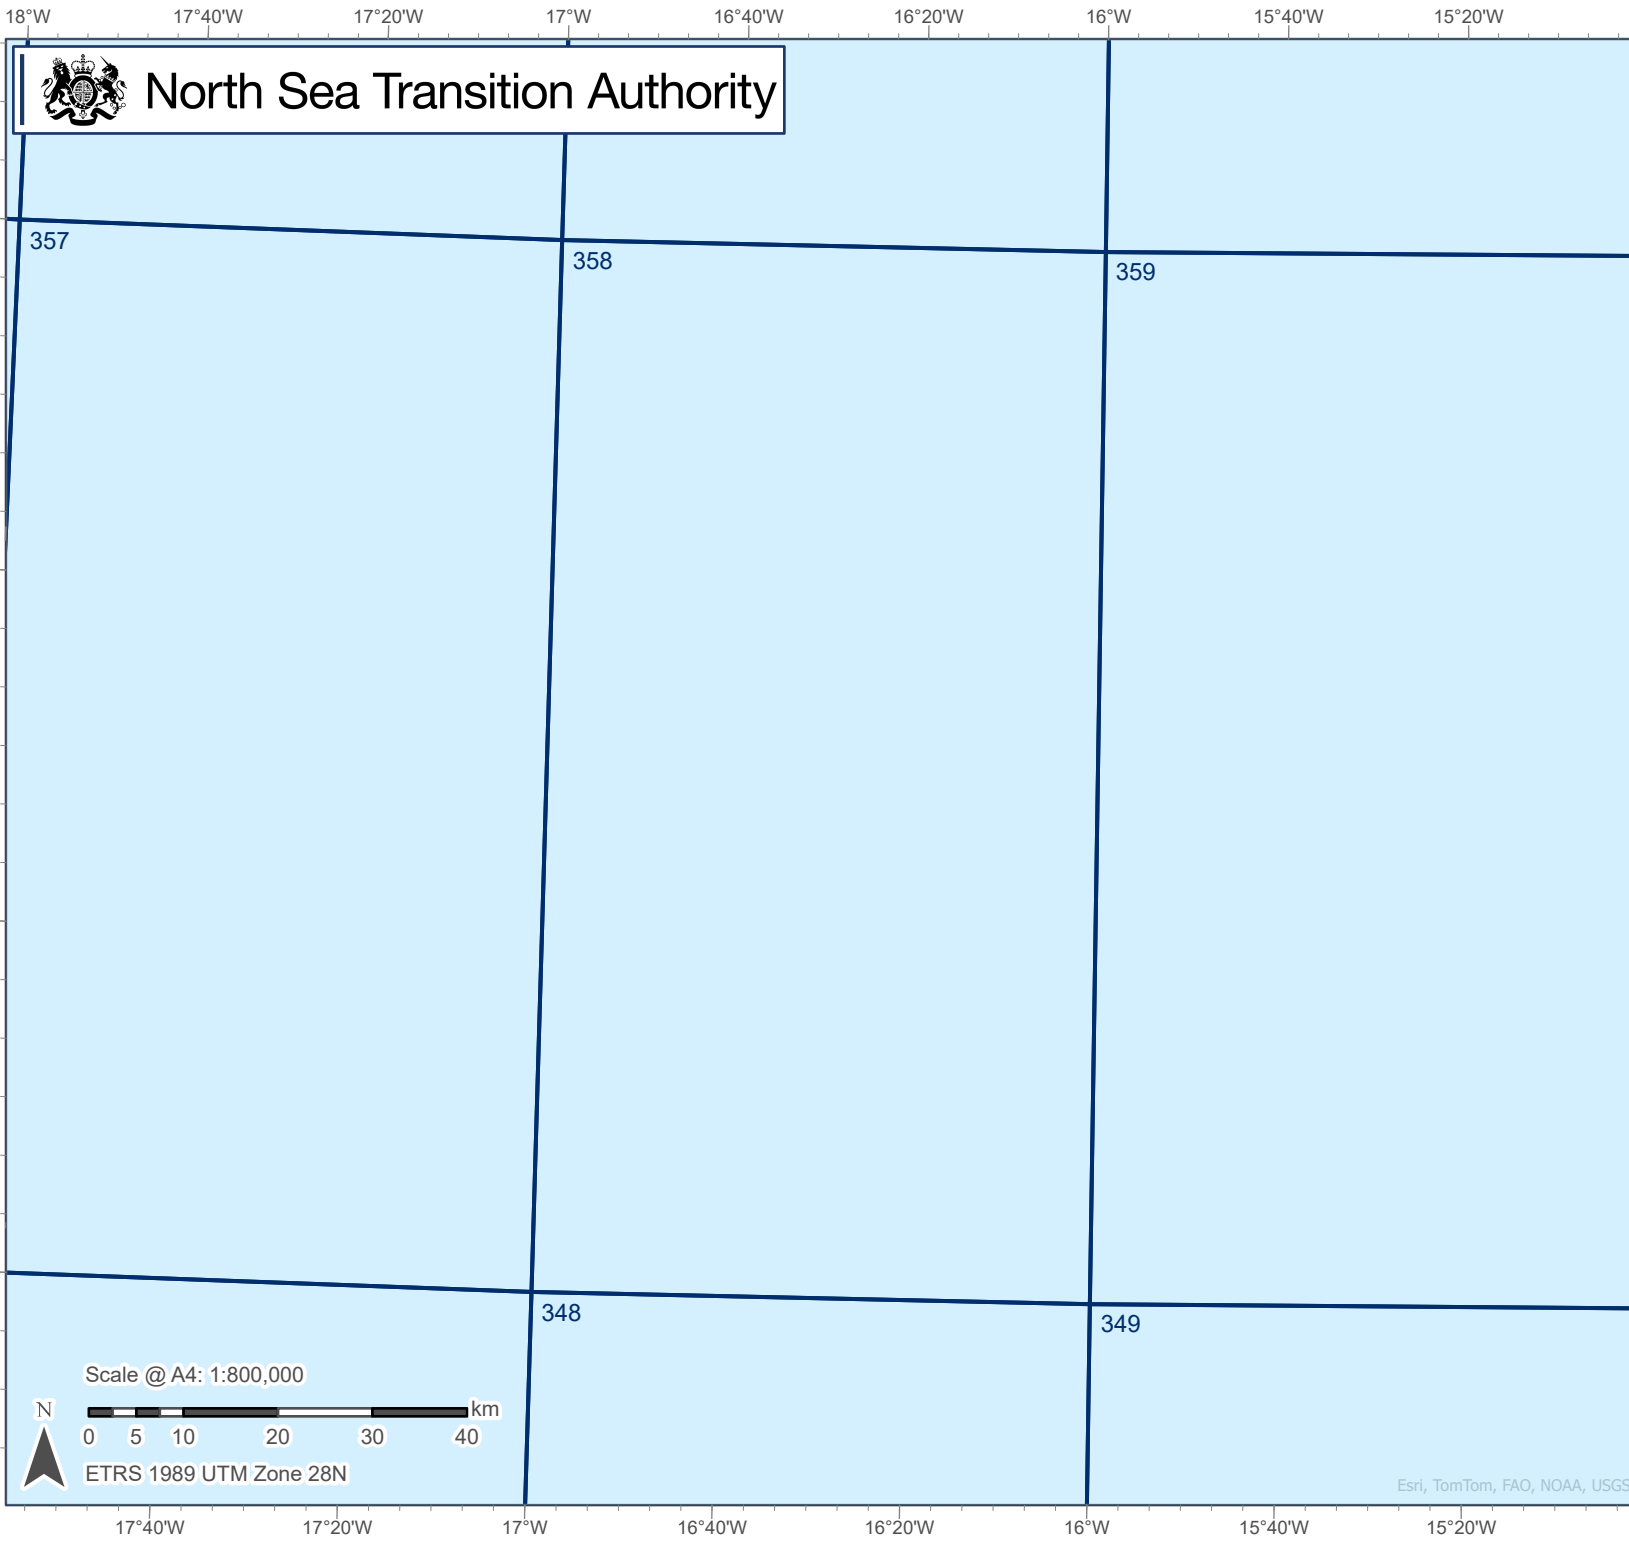 18°W 17°40'W 17°20'W 17°W 16°40'W 16°20'W 16°W 15°40'W 15°20'W
North Sea Transition Authority
357
358
359
348
349
Scale @ A4: 1:800,000
N
km
0 5 10 20 30 40
ETRS 1989 UTM Zone 28N
Esri, TomTom, FAO, NOAA, USGS
17°40'W 17°20'W 17°W 16°40'W 16°20'W 16°W 15°40'W 15°20'W